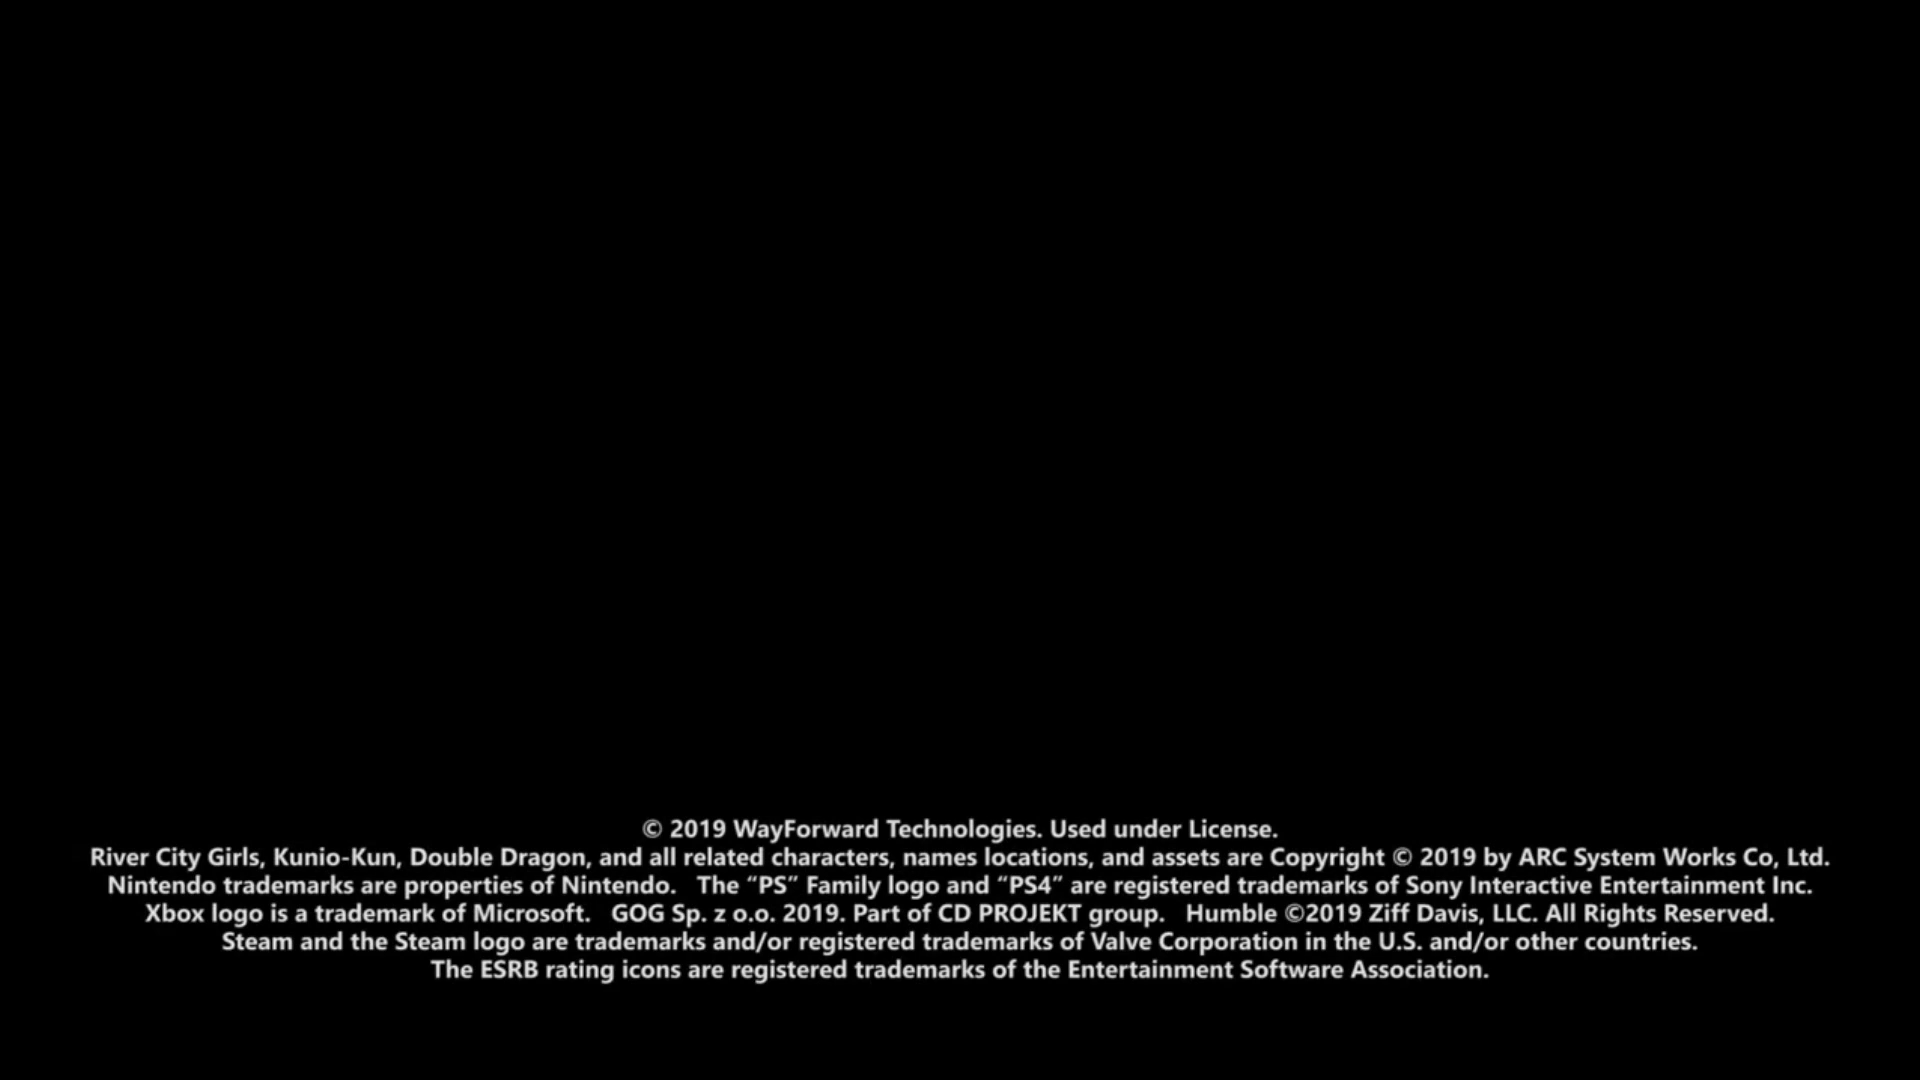 © 2019 WayForward Technologies. Used under License.
River City Girls, Kunio-Kun, Double Dragon, and all related characters, names locations, and assets are Copyright © 2019 by ARC System Works Co, Ltd.
Nintendo trademarks are properties of Nintendo. The “PS” Family logo and “PS4” are registered trademarks of Sony Interactive Entertainment Inc.
Xbox logo is a trademark of Microsoft. GOG Sp. z o.o. 2019. Part of CD PROJEKT group. Humble ©2019 Ziff Davis, LLC. All Rights Reserved.
Steam and the Steam logo are trademarks and/or registered trademarks of Valve Corporation in the U.S. and/or other countries.
The ESRB rating icons are registered trademarks of the Entertainment Software Association.